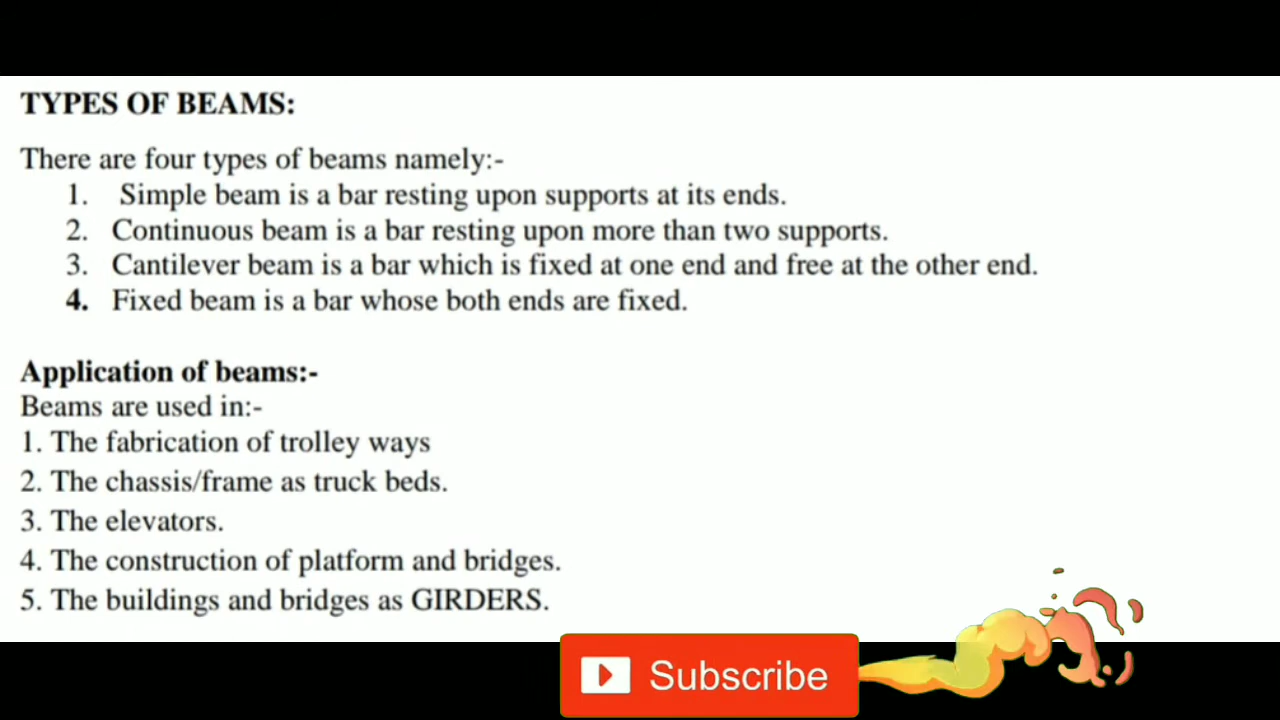 TYPES OF BEAMS:
There are four types of beams namely:-
1. Simple beam is a bar resting upon supports at its ends.
2. Continuous beam is a bar resting upon more than two supports.
3. Cantilever beam is a bar which is fixed at one end and free at the other end.
4. Fixed beam is a bar whose both ends are fixed.
Application of beams:-
Beams are used in:-
1. The fabrication of trolley ways
2. The chassis/frame as truck beds.
3. The elevators.
4. The construction of platform and bridges.
5. The buildings and bridges as GIRDERS.
Subscribe